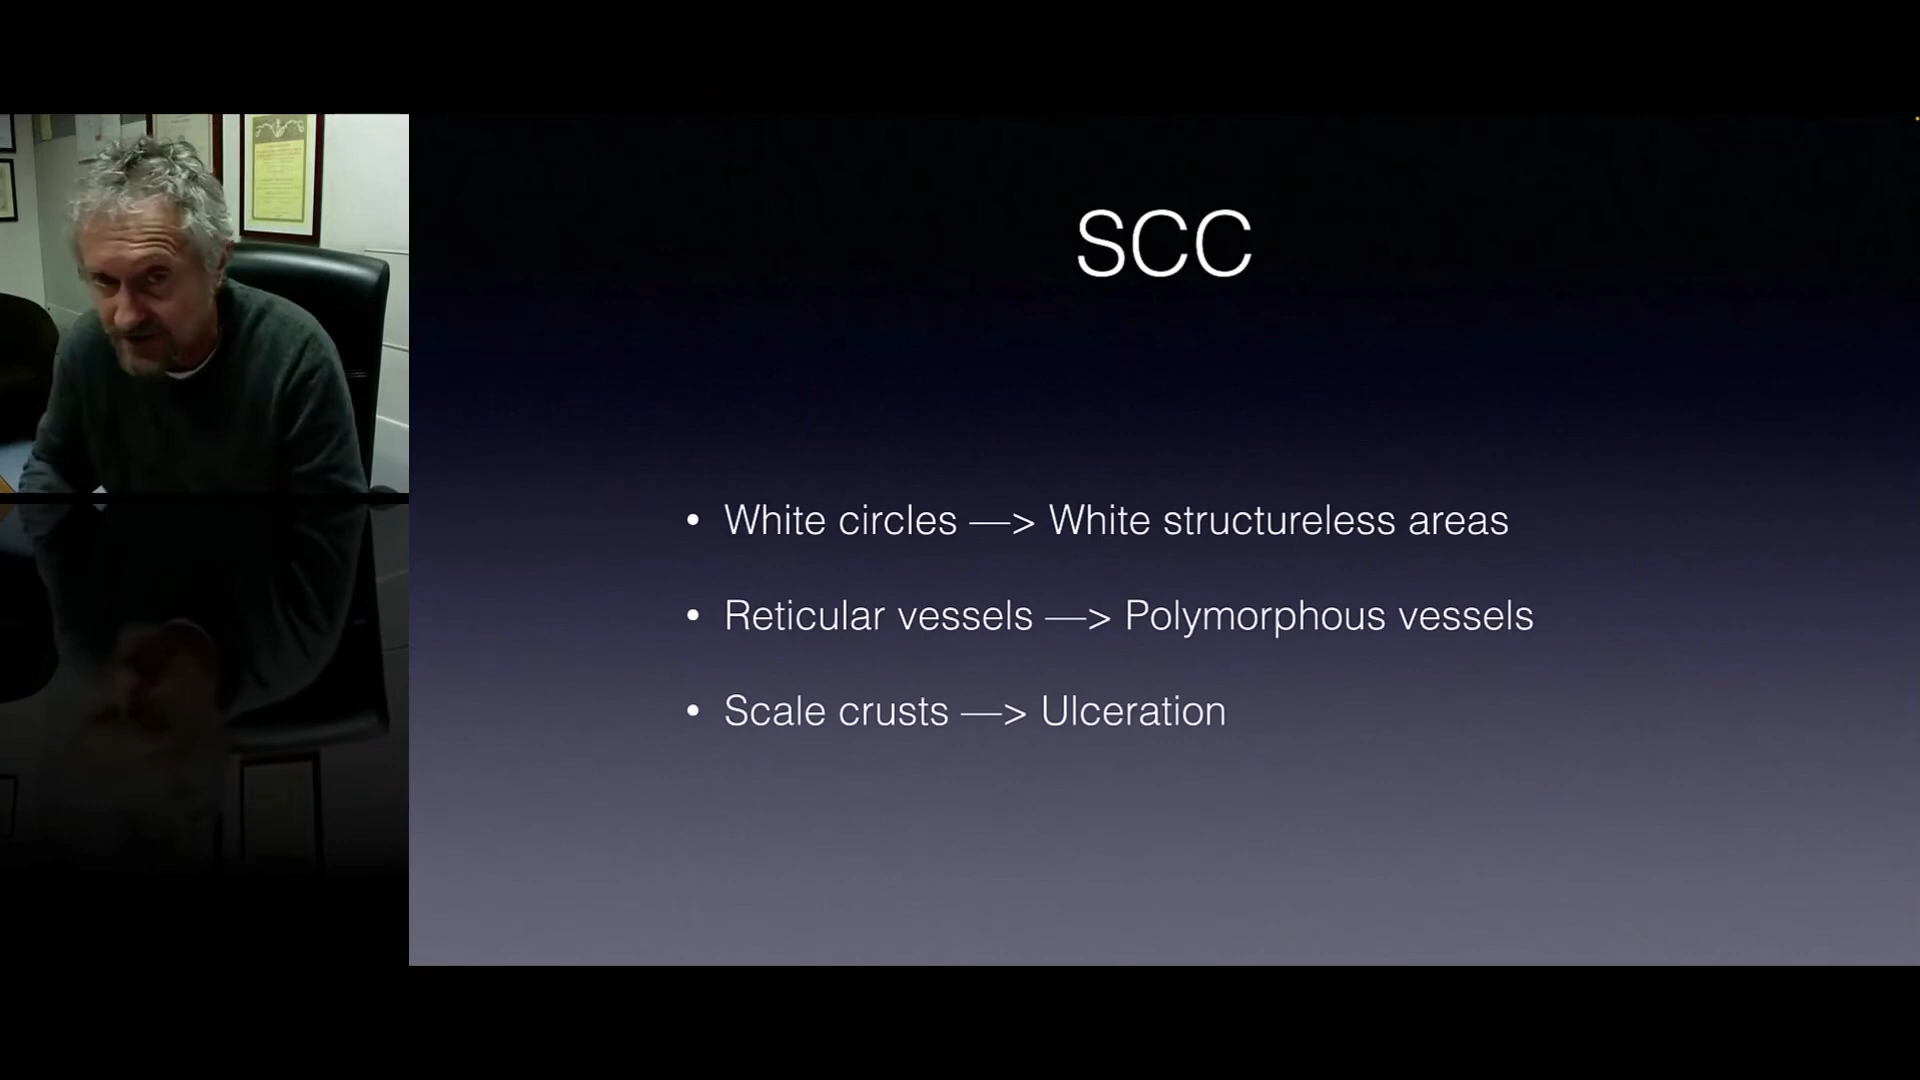 SCC
• White circles —> White structureless areas
• Reticular vessels —> Polymorphous vessels
• Scale crusts —> Ulceration